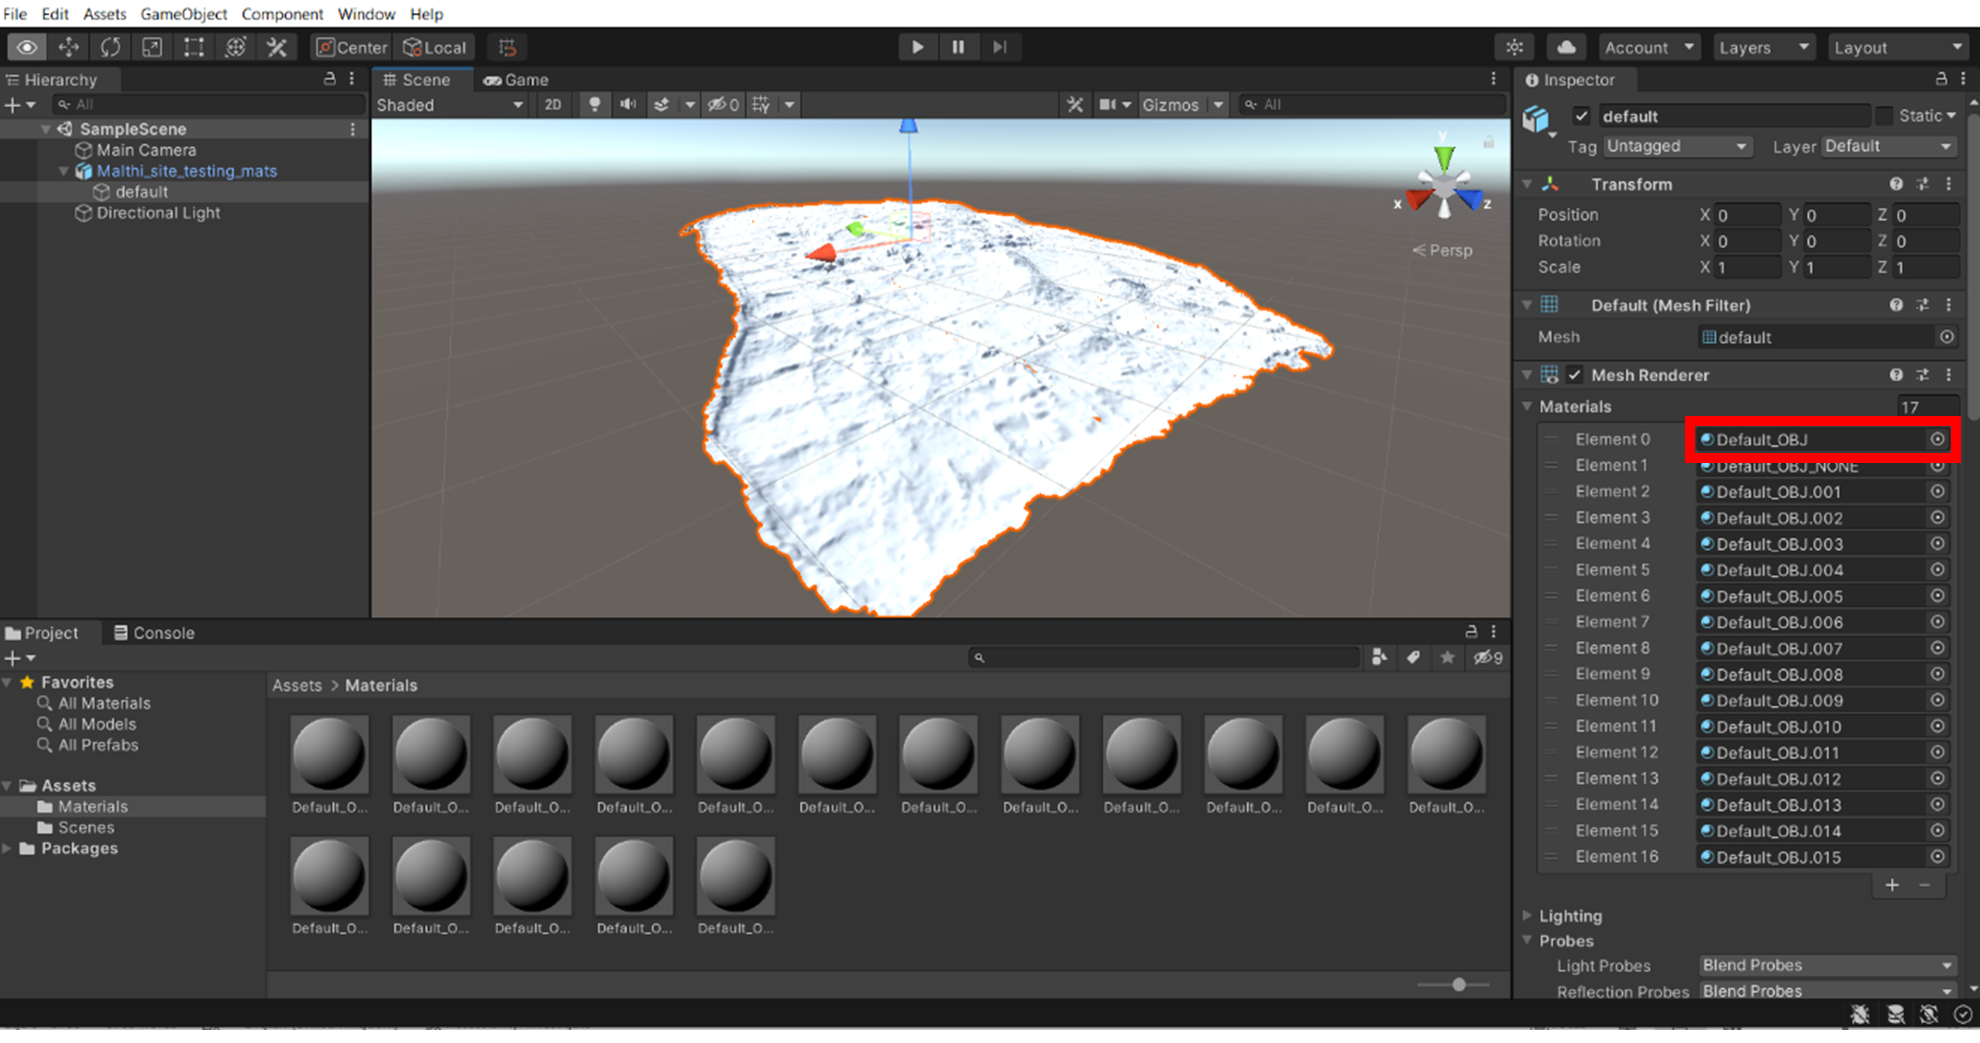 File Edit Assets GameObject Component Window Help
Center Local Account Layers Layout
Hierarchy
All
SampleScene
Main Camera
Malthi_site_testing_mats
default
Directional Light
Scene Game
Shaded 2D 0 Gizmos All
y
x z
< Persp
Inspector
default Static
Tag Untagged Layer Default
Transform
Position X 0 Y 0 Z 0
Rotation X 0 Y 0 Z 0
Scale X 1 Y 1 Z 1
Default (Mesh Filter)
Mesh default
Mesh Renderer
Materials 17
Element 0 Default_OBJ
Element 1 Default_OBJ_NONE
Element 2 Default_OBJ.001
Element 3 Default_OBJ.002
Element 4 Default_OBJ.003
Element 5 Default_OBJ.004
Element 6 Default_OBJ.005
Element 7 Default_OBJ.006
Element 8 Default_OBJ.007
Element 9 Default_OBJ.008
Element 10 Default_OBJ.009
Element 11 Default_OBJ.010
Element 12 Default_OBJ.011
Element 13 Default_OBJ.012
Element 14 Default_OBJ.013
Element 15 Default_OBJ.014
Element 16 Default_OBJ.015
+ −
Lighting
Probes
Light Probes Blend Probes
Reflection Probes Blend Probes
Project Console
9
Favorites
All Materials
All Models
All Prefabs
Assets
Materials
Scenes
Packages
Assets > Materials
Default_O... Default_O... Default_O... Default_O... Default_O... Default_O... Default_O... Default_O... Default_O... Default_O... Default_O... Default_O...
Default_O... Default_O... Default_O... Default_O... Default_O...